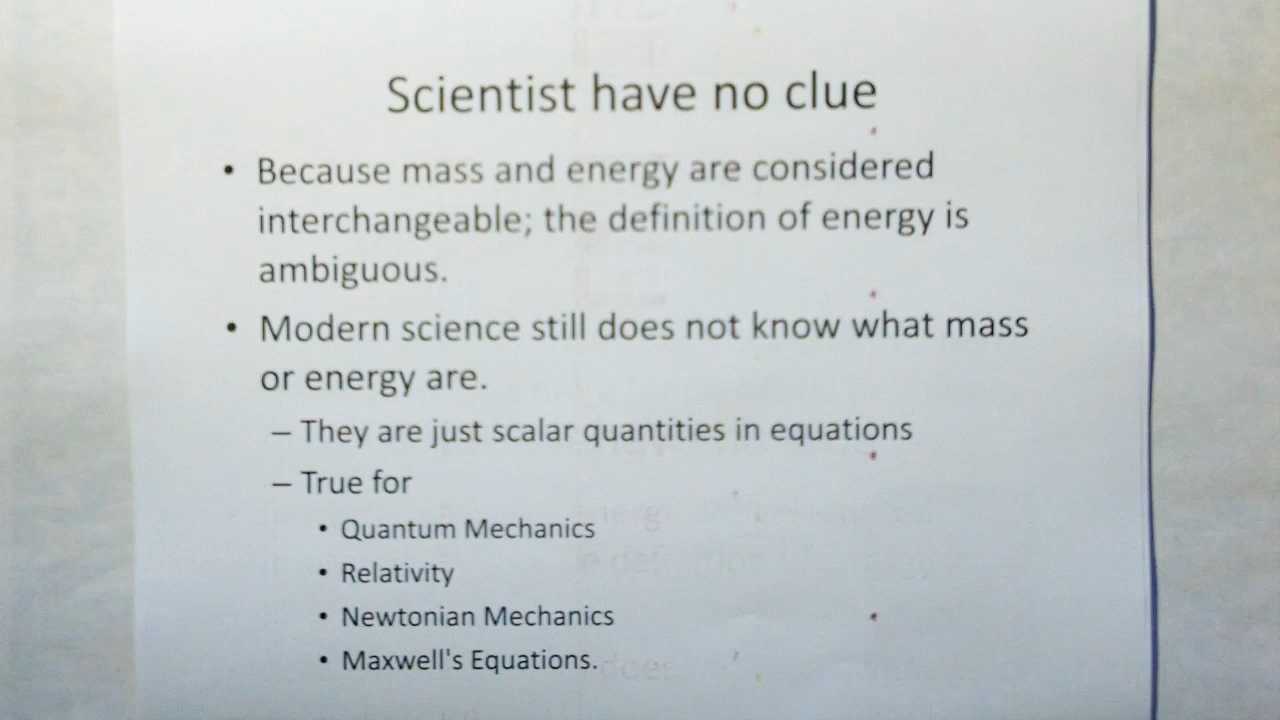 Scientist have no clue
• Because mass and energy are considered
interchangeable; the definition of energy is
ambiguous.
• Modern science still does not know what mass
or energy are.
– They are just scalar quantities in equations
– True for
• Quantum Mechanics
• Relativity
• Newtonian Mechanics
• Maxwell's Equations.